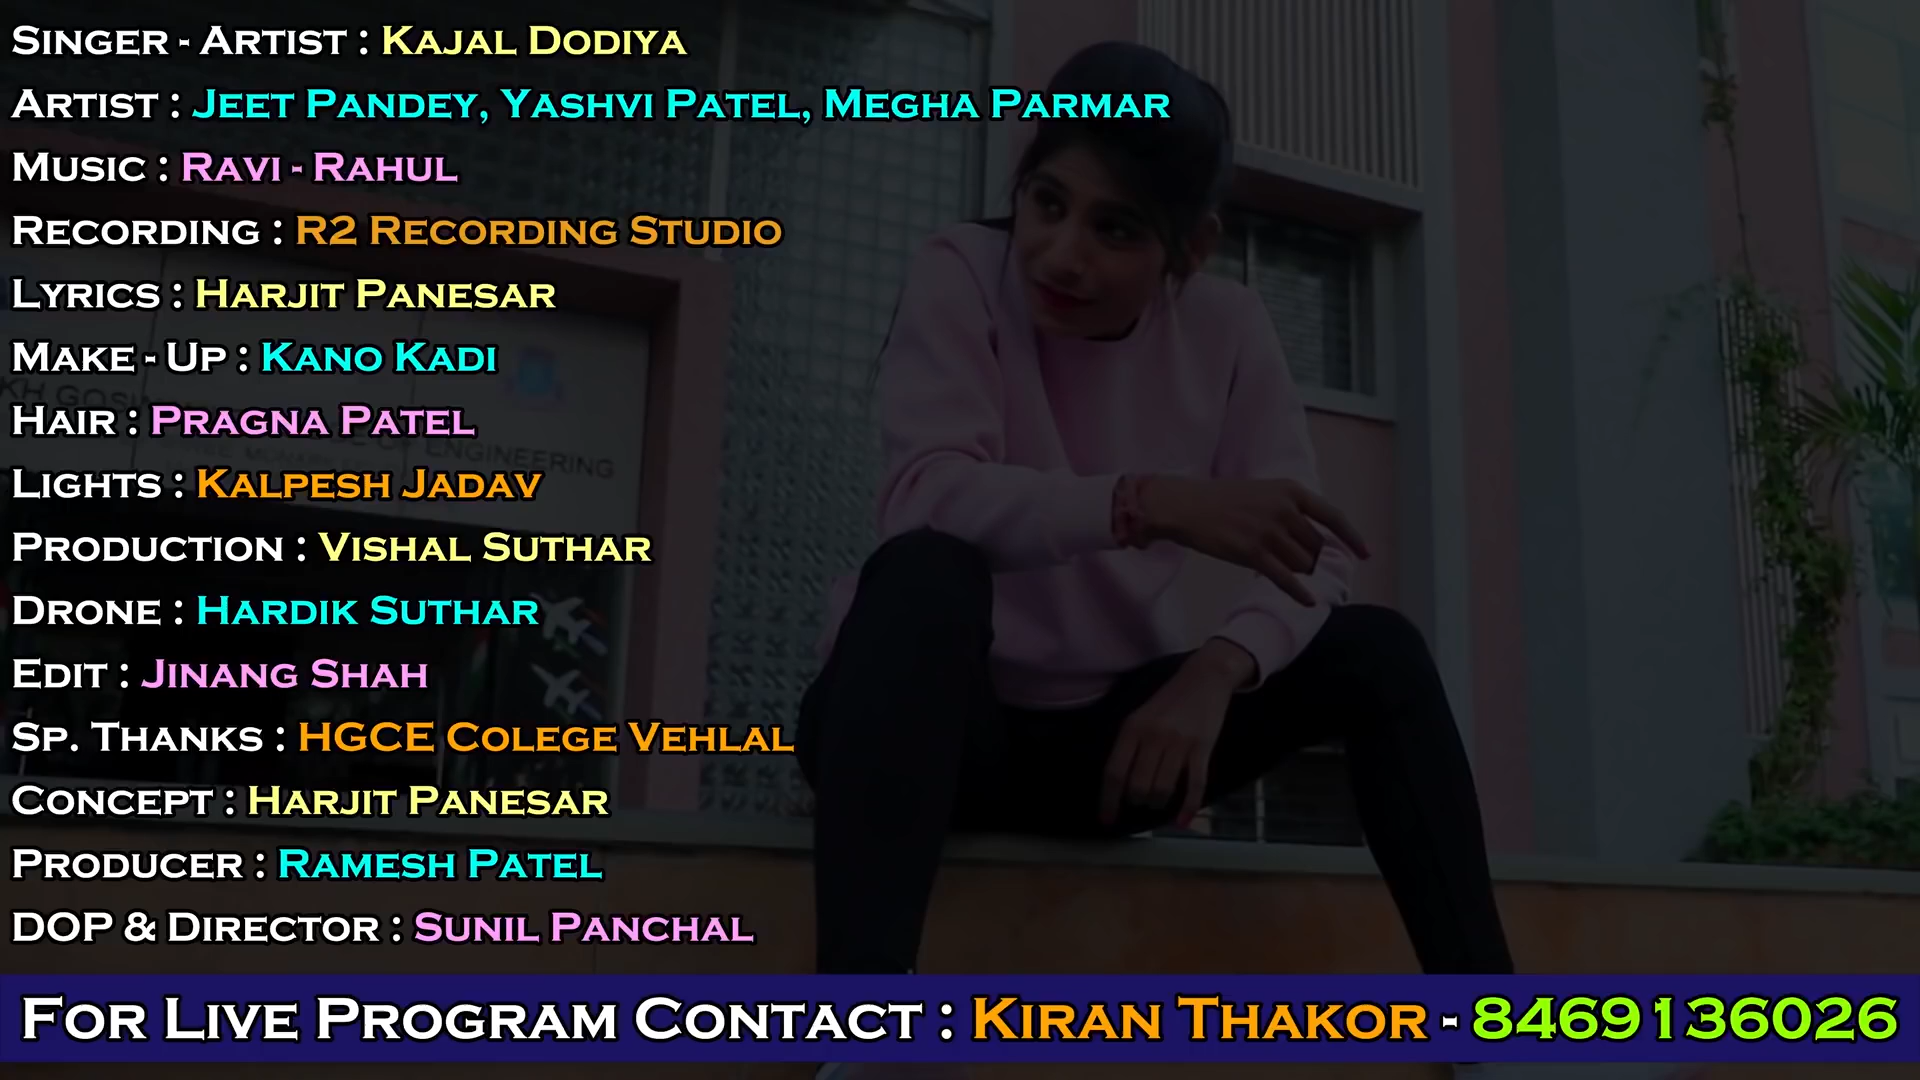 Singer - Artist : Kajal Dodiya
Artist : Jeet Pandey, Yashvi Patel, Megha Parmar
Music : Ravi - Rahul
Recording : R2 Recording Studio
Lyrics : Harjit Panesar
Make - Up : Kano Kadi
Hair : Pragna Patel
Lights : Kalpesh Jadav
Production : Vishal Suthar
Drone : Hardik Suthar
Edit : Jinang Shah
Sp. Thanks : HGCE Colege Vehlal
Concept : Harjit Panesar
Producer : Ramesh Patel
DOP & Director : Sunil Panchal
For Live Program Contact : Kiran Thakor - 8469136026
ENGINEERING